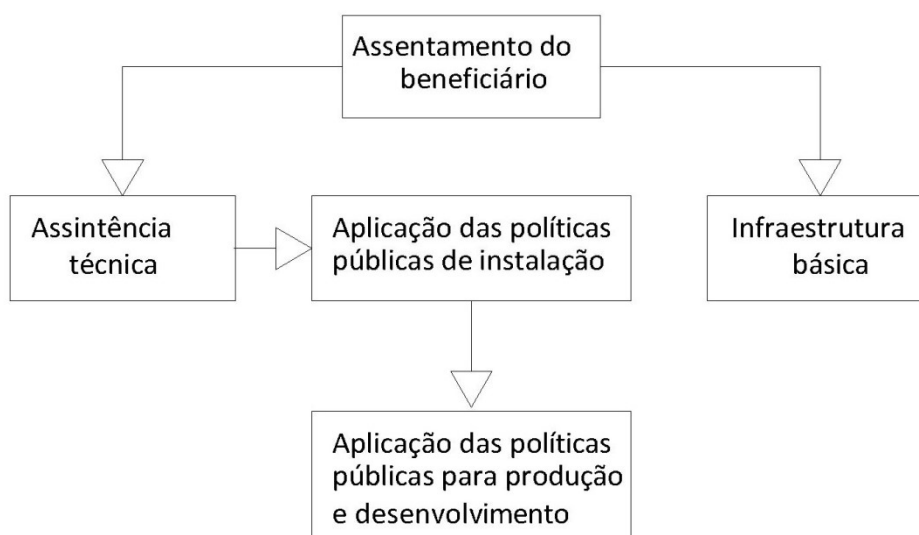 Assentamento do
beneficiário
Assintência
técnica
Aplicação das políticas
públicas de instalação
Infraestrutura
básica
Aplicação das políticas
públicas para produção
e desenvolvimento